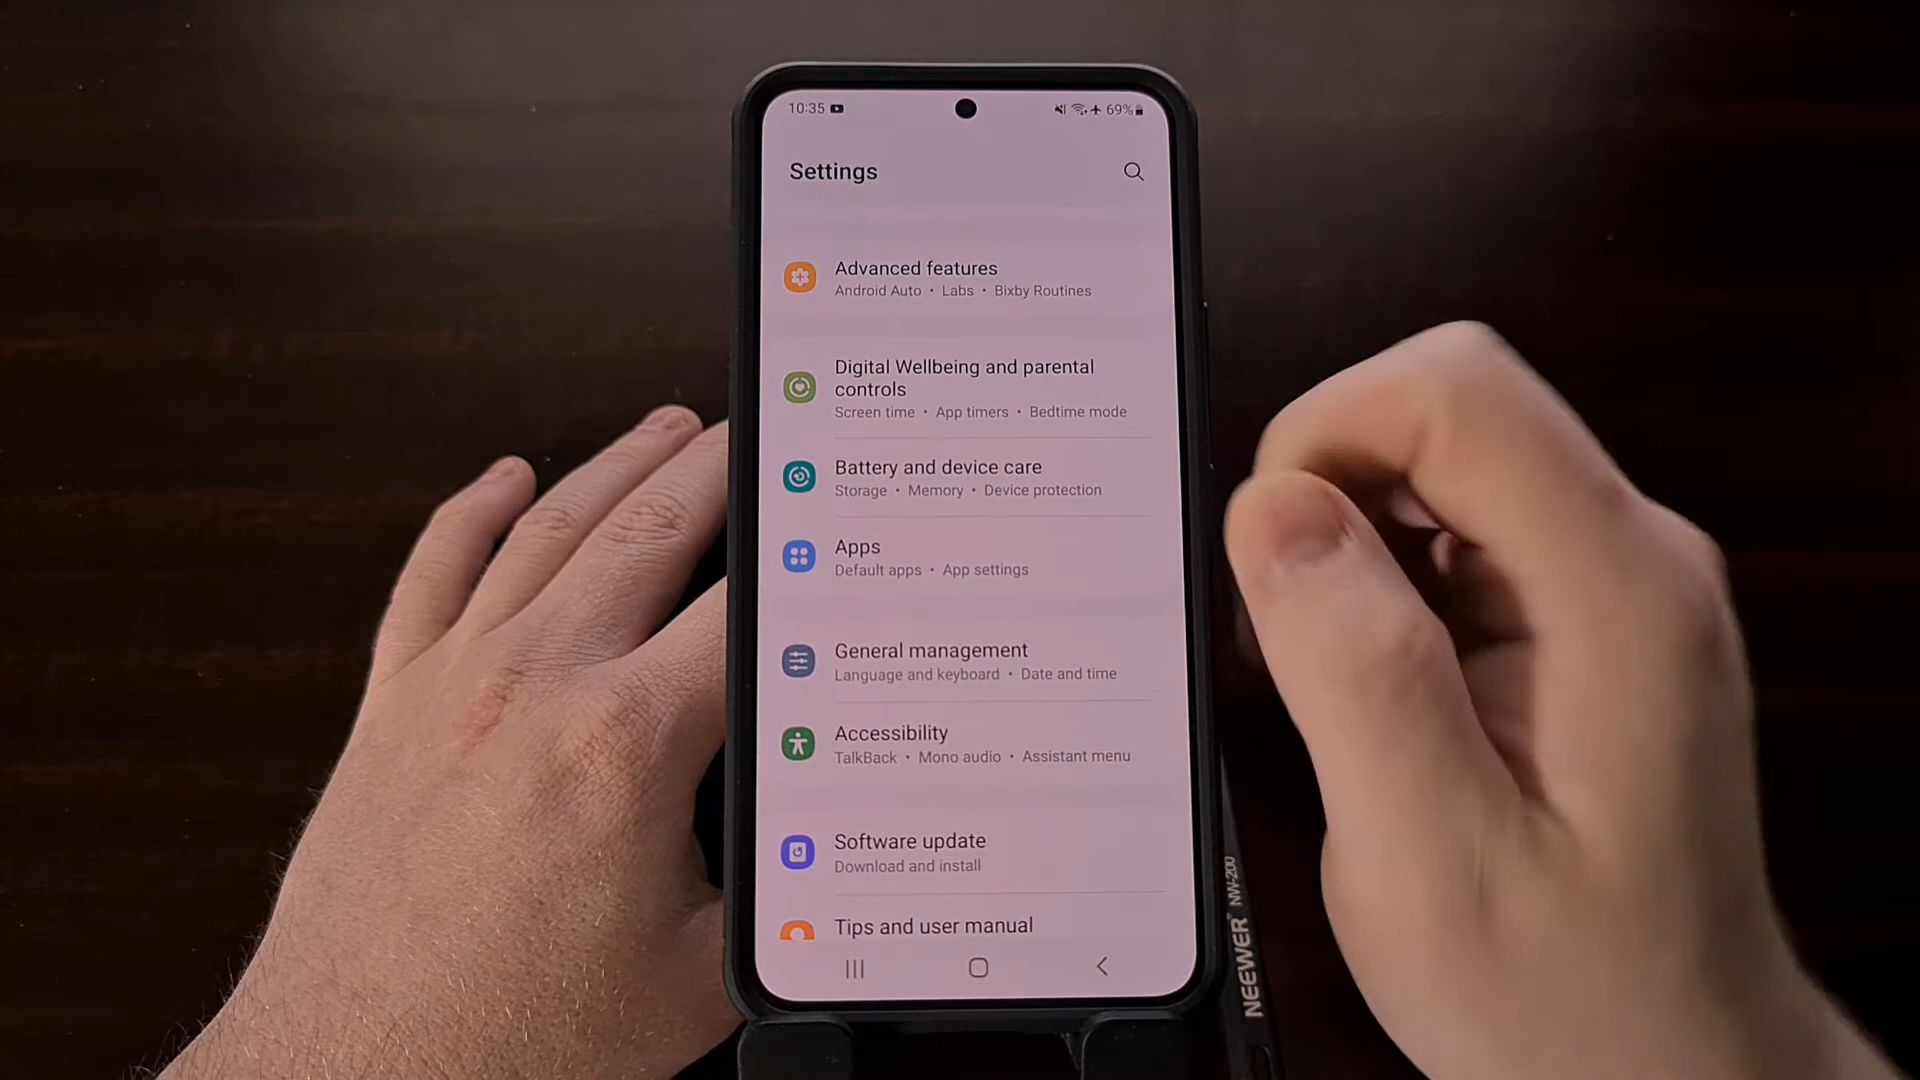 10:35
69%
Settings
Advanced features
Android Auto • Labs • Bixby Routines
Digital Wellbeing and parental
controls
Screen time • App timers • Bedtime mode
Battery and device care
Storage • Memory • Device protection
Apps
Default apps • App settings
General management
Language and keyboard • Date and time
Accessibility
TalkBack • Mono audio • Assistant menu
Software update
Download and install
Tips and user manual
NEEWER NW-200